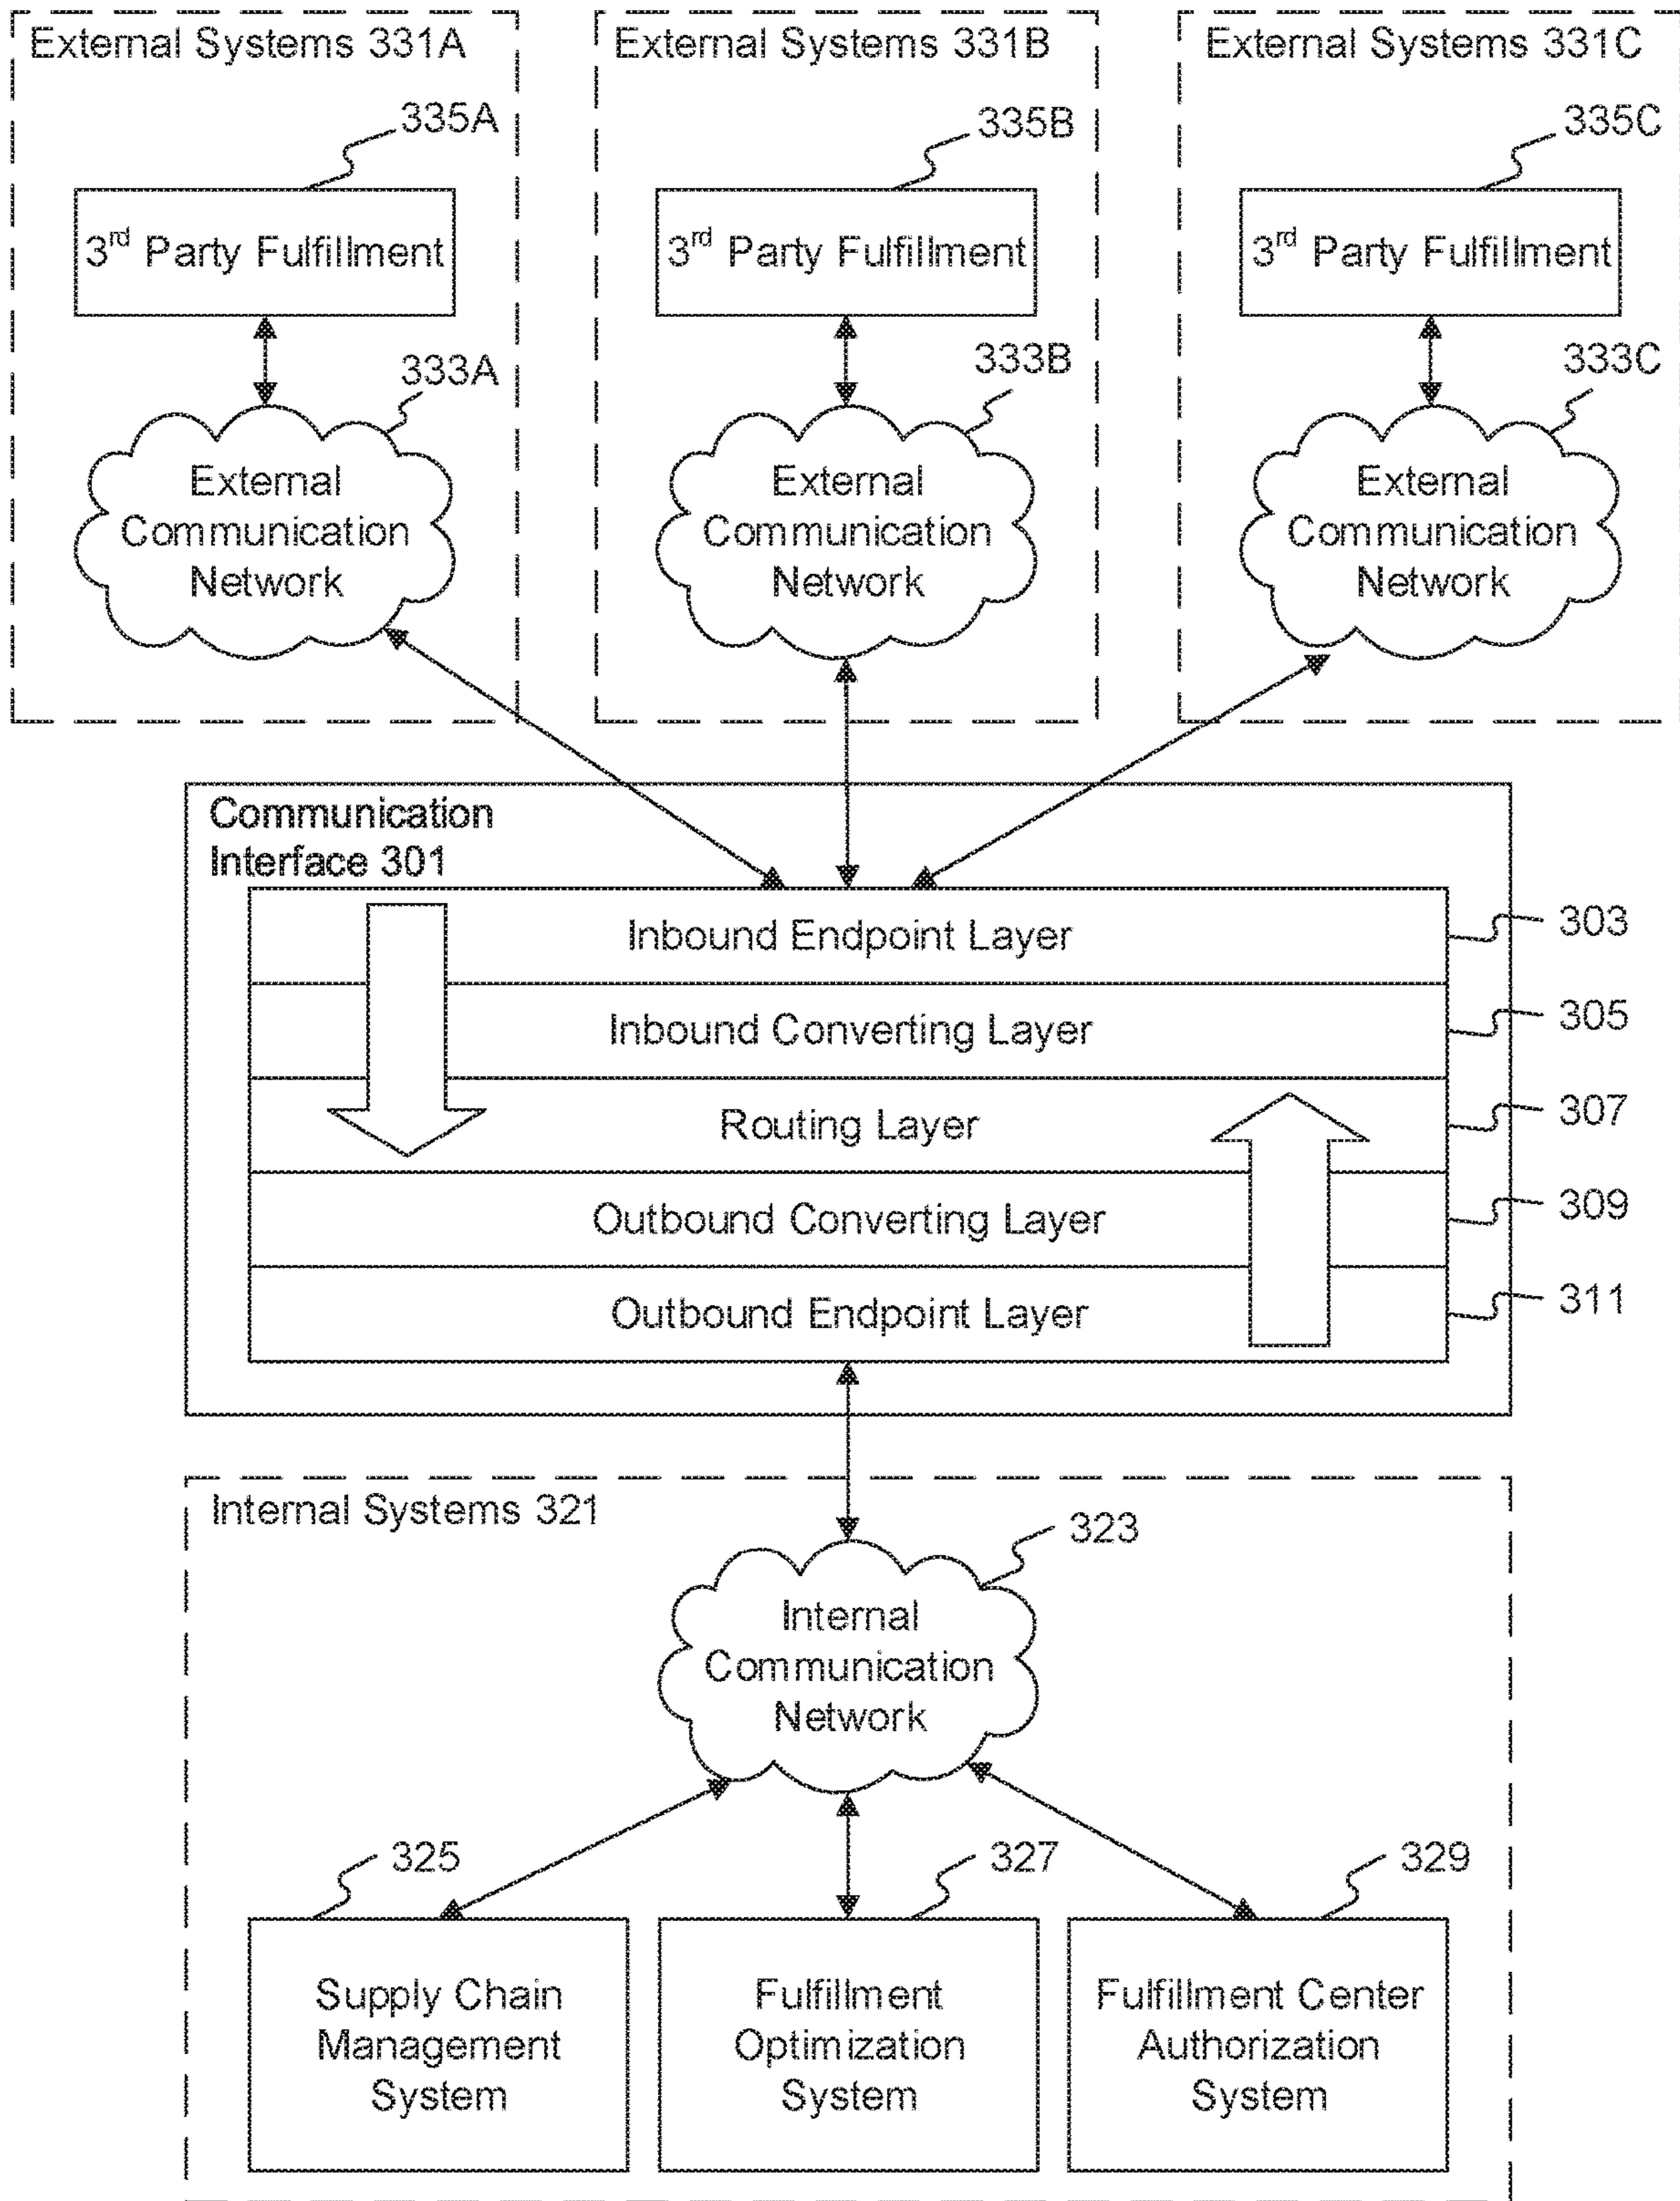 External Systems 331A
External Systems 331B
External Systems 331C
335A
335B
335C
3rd Party Fulfillment
3rd Party Fulfillment
3rd Party Fulfillment
333A
333B
333C
External
Communication
Network
External
Communication
Network
External
Communication
Network
Communication
Interface 301
Inbound Endpoint Layer
303
Inbound Converting Layer
305
Routing Layer
307
Outbound Converting Layer
309
Outbound Endpoint Layer
311
Internal Systems 321
323
Internal
Communication
Network
325
327
329
Supply Chain
Management
System
Fulfillment
Optimization
System
Fulfillment Center
Authorization
System